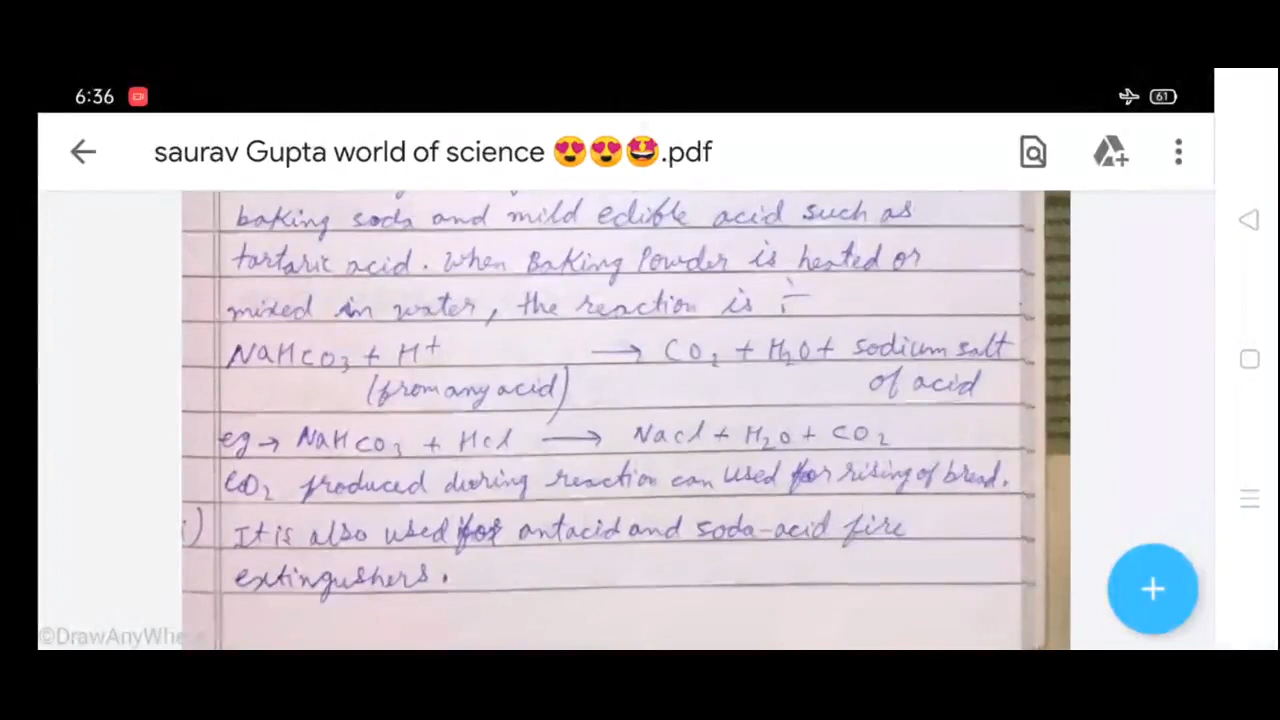 6:36
61
saurav Gupta world of science 😍😍🤩.pdf
baking soda and mild edible acid such as
tartaric acid. When Baking Powder is heated or
mixed in water, the reaction is :-
NaHCO3 + H+ → CO2 + H2O + sodium salt
(from any acid) of acid
eg → NaHCO3 + HCl → NaCl + H2O + CO2
CO2 produced during reaction can used for rising of bread.
) It is also used for antacid and soda-acid fire
extingushers.
©DrawAnyWhe